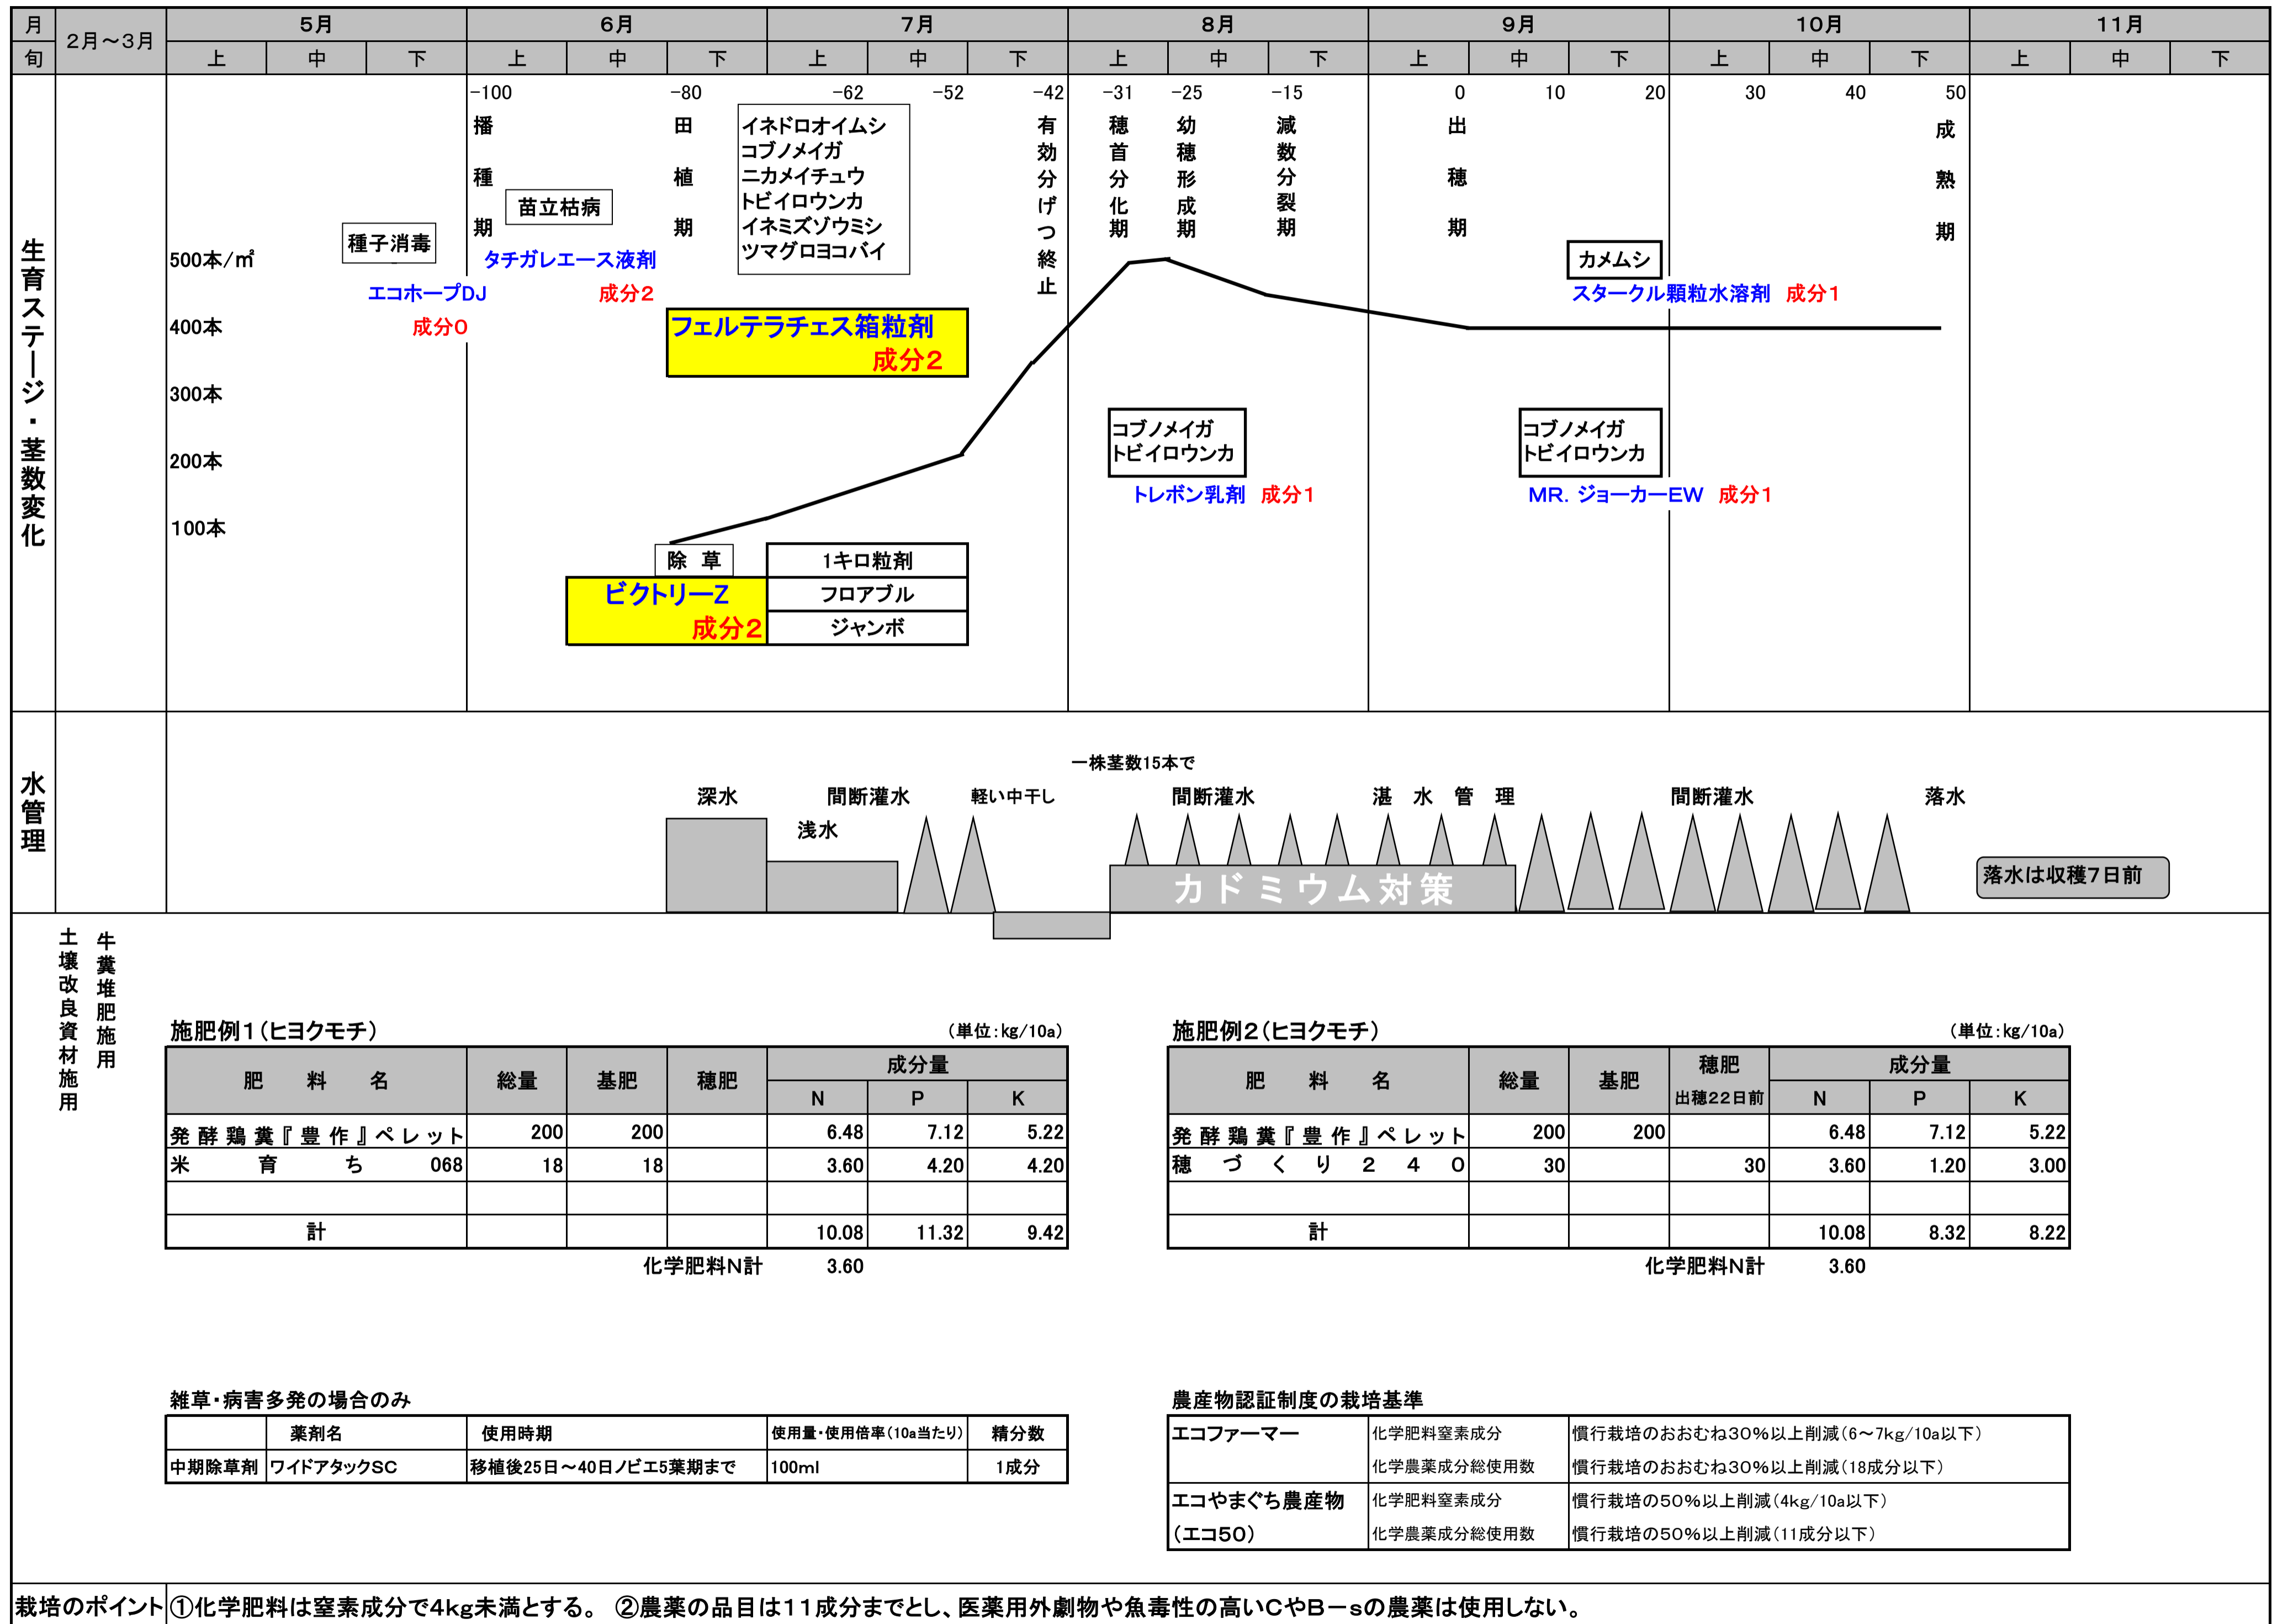 月 2月～3月 5月 6月 7月 8月 9月 10月 11月
旬 上 中 下 上 中 下 上 中 下 上 中 下 上 中 下 上 中 下 上 中 下
生育ステージ・茎数変化
-100 -80 -62 -52 -42 -31 -25 -15 0 10 20 30 40 50
播種期
田植期
有効分げつ終止
穂首分化期
幼穂形成期
減数分裂期
出穂期
成熟期
イネドロオイムシ
コブノメイガ
ニカメイチュウ
トビイロウンカ
イネミズゾウミシ
ツマグロヨコバイ
苗立枯病
種子消毒
500本/㎡
タチガレエース液剤
カメムシ
エコホープDJ
成分2
スタークル顆粒水溶剤 成分1
成分0
400本
フェルテラチェス箱粒剤
成分2
300本
コブノメイガ
トビイロウンカ
コブノメイガ
トビイロウンカ
200本
トレボン乳剤 成分1
MR.ジョーカーEW 成分1
100本
除 草
1キロ粒剤
ビクトリーZ
フロアブル
成分2
ジャンボ
水管理
一株茎数15本で
深水 間断灌水 軽い中干し 間断灌水 湛 水 管 理 間断灌水 落水
浅水
カドミウム対策
落水は収穫7日前
土壌改良資材施用
牛糞堆肥施用
施肥例1(ヒヨクモチ) (単位:kg/10a)
肥 料 名 総量 基肥 穂肥 成分量
N P K
発酵鶏糞『豊作』ペレット 200 200 6.48 7.12 5.22
米育ち068 18 18 3.60 4.20 4.20
計 10.08 11.32 9.42
化学肥料N計 3.60
施肥例2(ヒヨクモチ) (単位:kg/10a)
肥 料 名 総量 基肥 穂肥 成分量
出穂22日前 N P K
発酵鶏糞『豊作』ペレット 200 200 6.48 7.12 5.22
穂づくり240 30 30 3.60 1.20 3.00
計 10.08 8.32 8.22
化学肥料N計 3.60
雑草・病害多発の場合のみ
薬剤名 使用時期 使用量・使用倍率(10a当たり) 精分数
中期除草剤 ワイドアタックSC 移植後25日～40日ノビエ5葉期まで 100ml 1成分
農産物認証制度の栽培基準
エコファーマー 化学肥料窒素成分 慣行栽培のおおむね30％以上削減(6～7kg/10a以下)
化学農薬成分総使用数 慣行栽培のおおむね30％以上削減(18成分以下)
エコやまぐち農産物 化学肥料窒素成分 慣行栽培の50％以上削減(4kg/10a以下)
(エコ50) 化学農薬成分総使用数 慣行栽培の50％以上削減(11成分以下)
栽培のポイント ①化学肥料は窒素成分で4kg未満とする。 ②農薬の品目は11成分までとし、医薬用外劇物や魚毒性の高いCやB－sの農薬は使用しない。